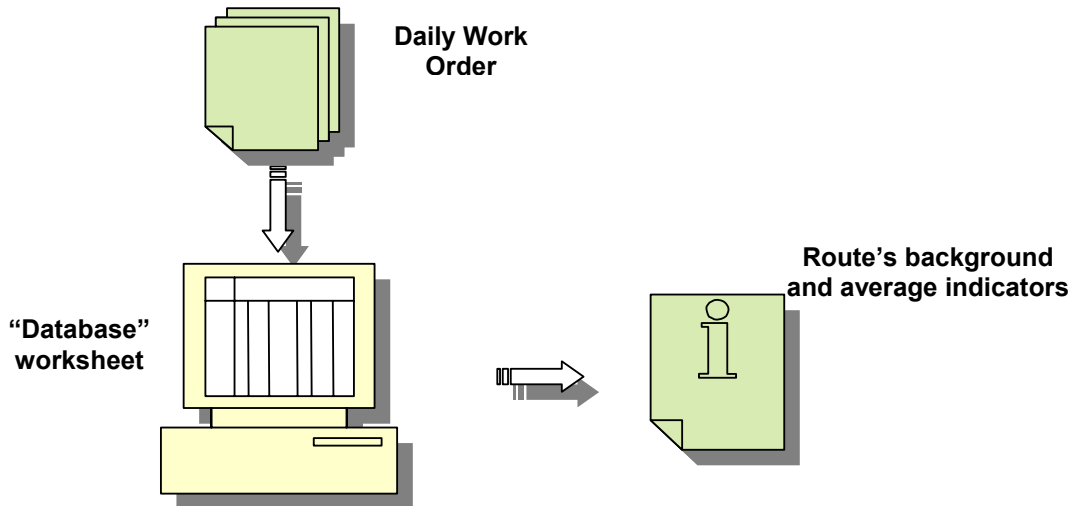 Daily Work
Order
Route’s background
and average indicators
“Database”
worksheet